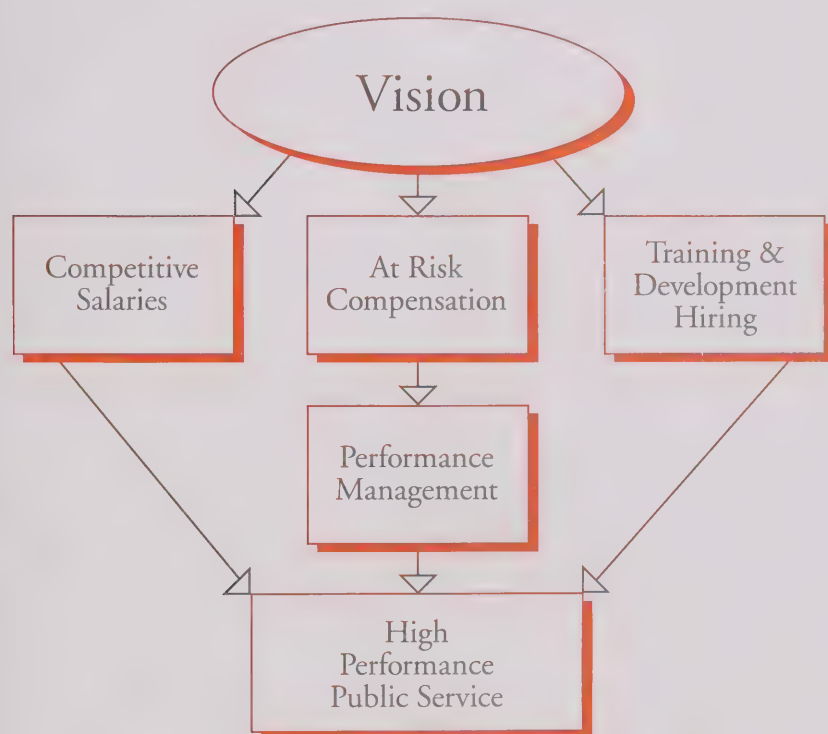 Vision
Competitive
Salaries
At Risk
Compensation
Training &
Development
Hiring
Performance
Management
High
Performance
Public Service